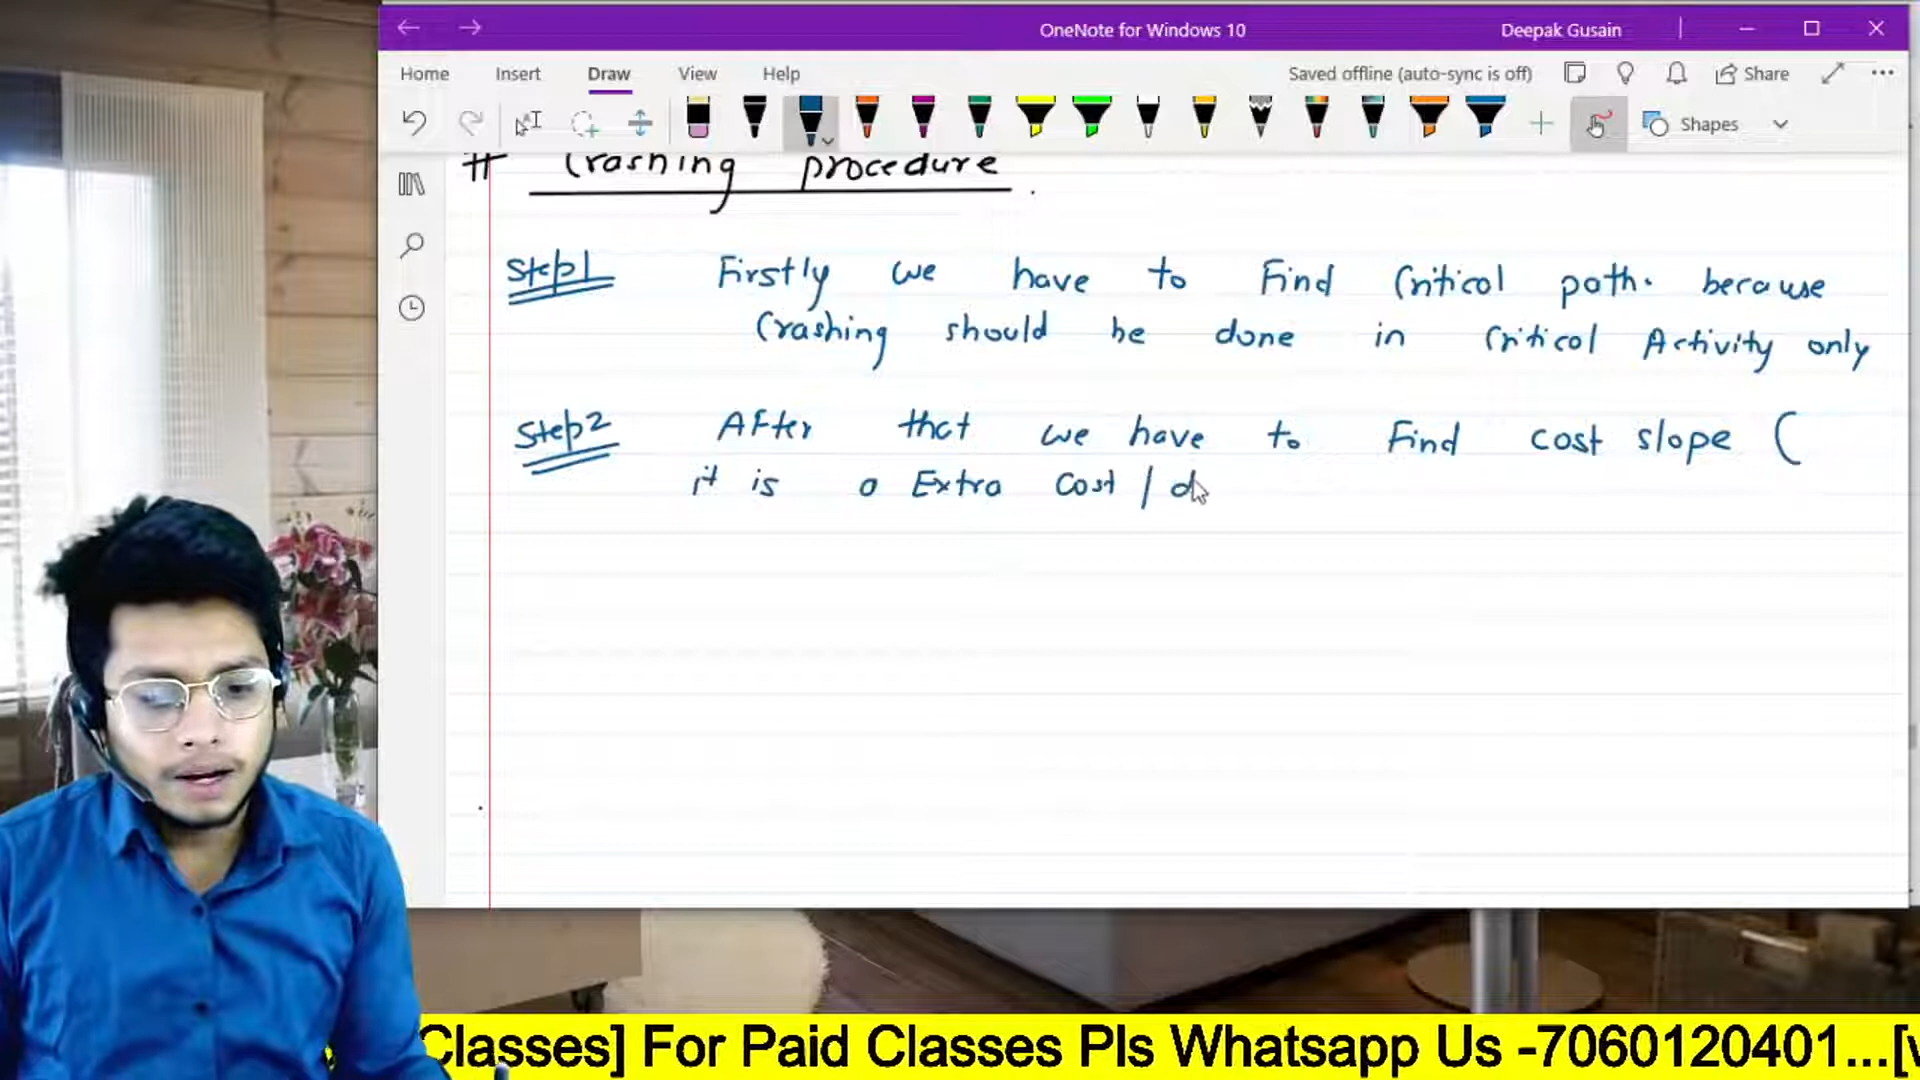 OneNote for Windows 10
Deepak Gusain
Home Insert Draw View Help
Saved offline (auto-sync is off)
Share
Shapes
# Crashing procedure.
Step1 Firstly we have to Find Critical path. because
Crashing should be done in Critical Activity only
Step2 After that we have to Find cost slope (
it is a Extra Cost / d
Classes] For Paid Classes Pls Whatsapp Us -7060120401...[v